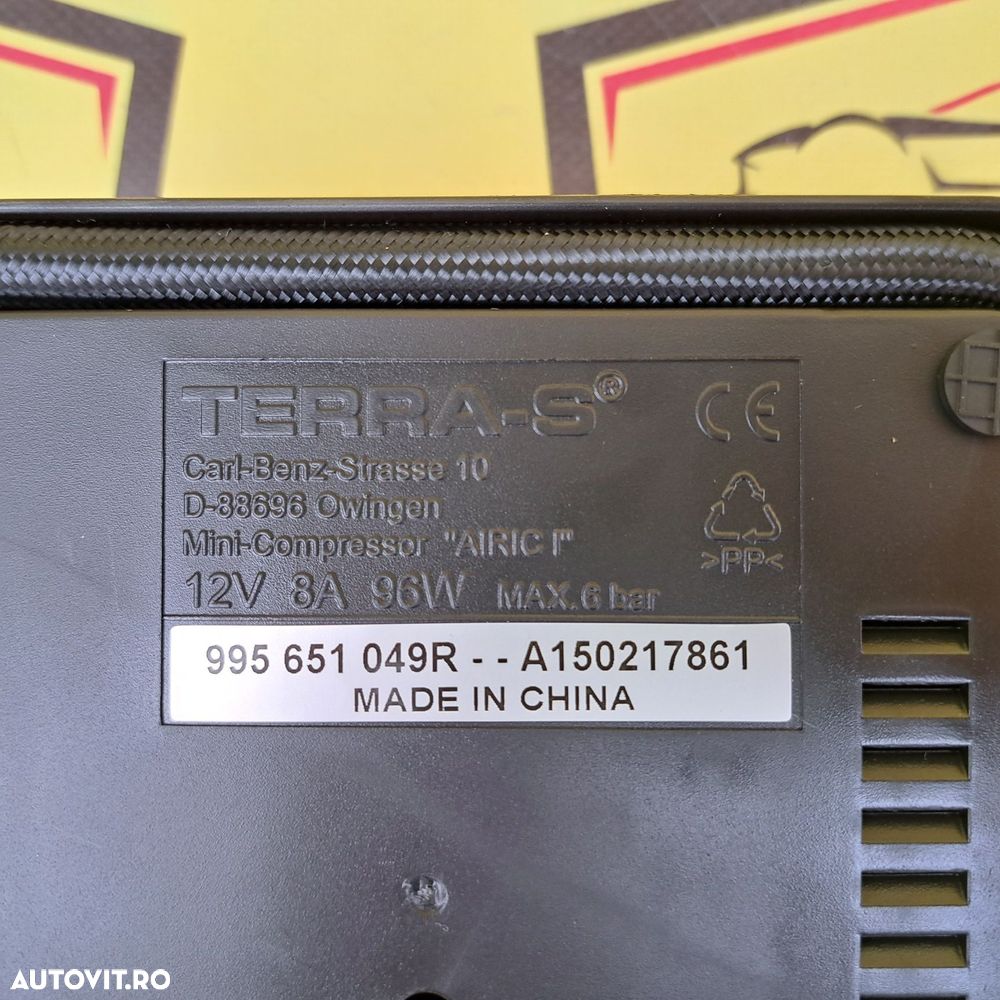 TERRA-S®
CE
Carl-Benz-Strasse 10
D-88696 Owingen
Mini-Compressor "AIRIC I"
>PP<
12V 8A 96W MAX. 6 bar
995 651 049R - - A150217861
MADE IN CHINA
AUTOVIT.RO